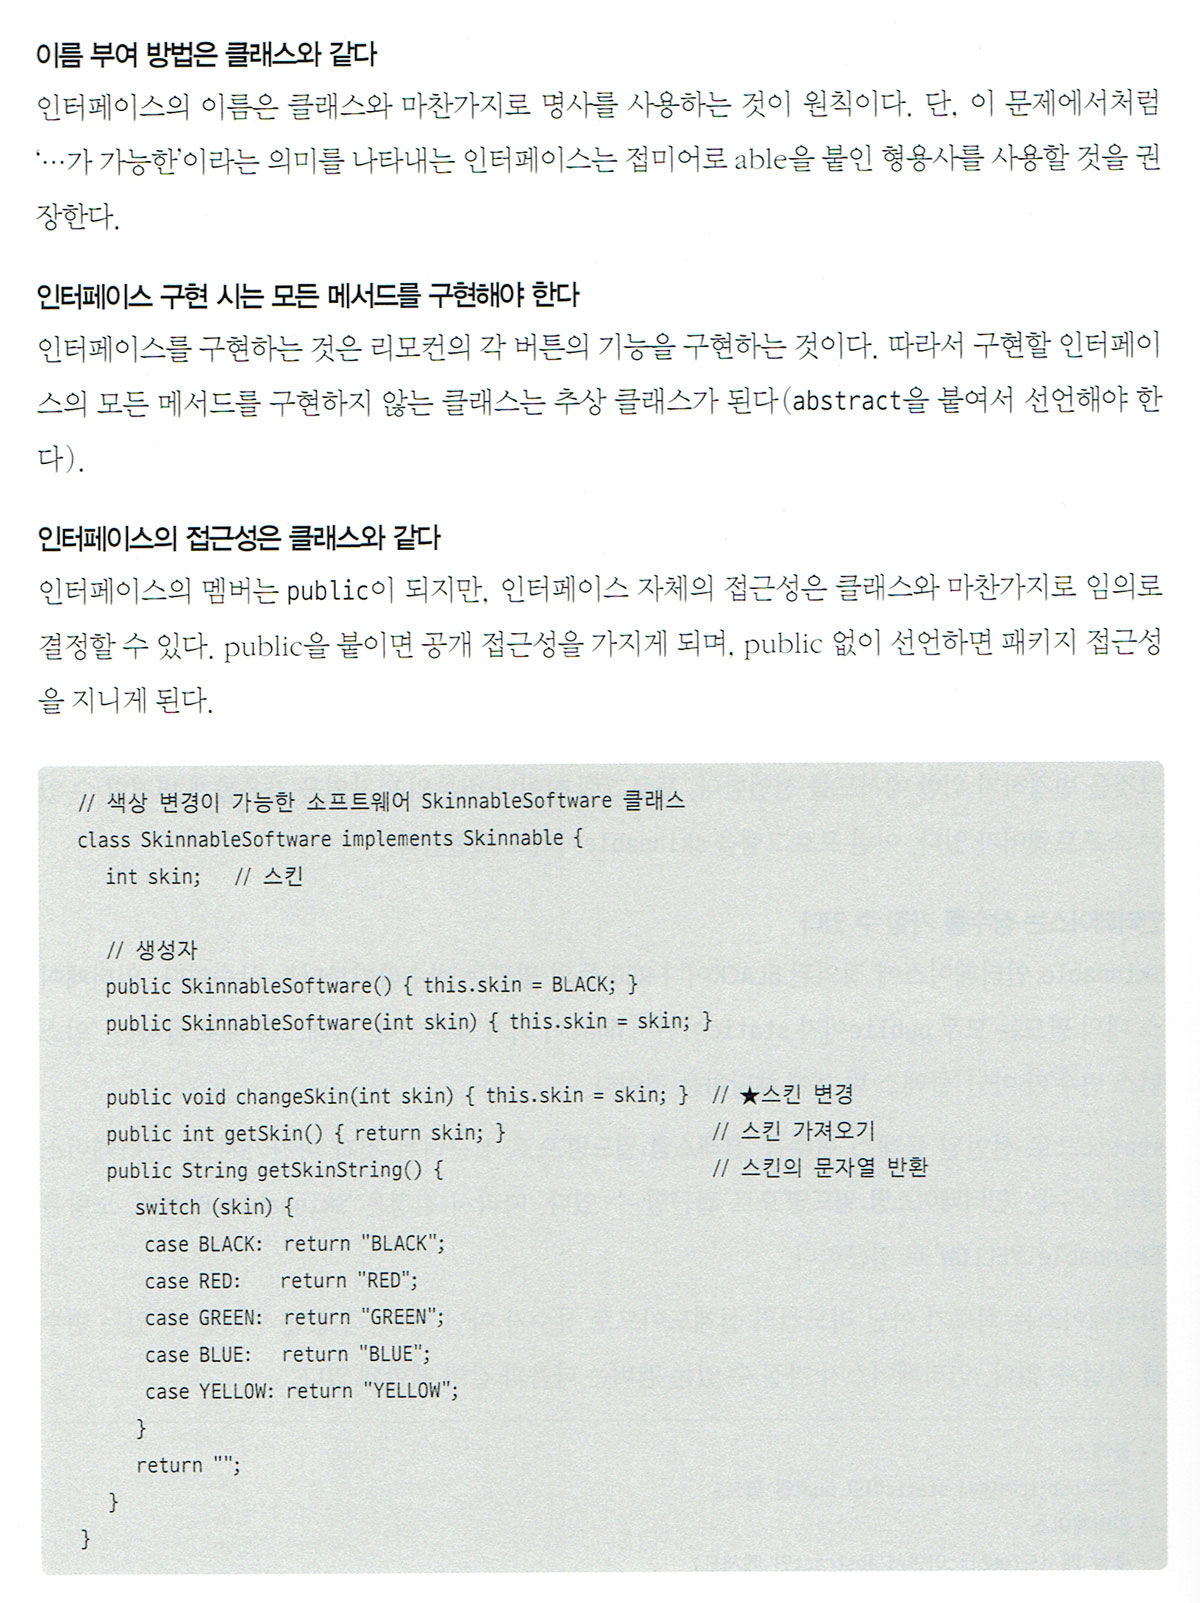 이름 부여 방법은 클래스와 같다
인터페이스의 이름은 클래스와 마찬가지로 명사를 사용하는 것이 원칙이다. 단, 이 문제에서처럼
‘…가 가능한’이라는 의미를 나타내는 인터페이스는 접미어로 able을 붙인 형용사를 사용할 것을 권
장한다.
인터페이스 구현 시는 모든 메서드를 구현해야 한다
인터페이스를 구현하는 것은 리모컨의 각 버튼의 기능을 구현하는 것이다. 따라서 구현할 인터페이
스의 모든 메서드를 구현하지 않는 클래스는 추상 클래스가 된다(abstract을 붙여서 선언해야 한
다).
인터페이스의 접근성은 클래스와 같다
인터페이스의 멤버는 public이 되지만, 인터페이스 자체의 접근성은 클래스와 마찬가지로 임의로
결정할 수 있다. public을 붙이면 공개 접근성을 가지게 되며, public 없이 선언하면 패키지 접근성
을 지니게 된다.
// 색상 변경이 가능한 소프트웨어 SkinnableSoftware 클래스
class SkinnableSoftware implements Skinnable {
int skin; // 스킨
// 생성자
public SkinnableSoftware() { this.skin = BLACK; }
public SkinnableSoftware(int skin) { this.skin = skin; }
public void changeSkin(int skin) { this.skin = skin; } // ★스킨 변경
public int getSkin() { return skin; } // 스킨 가져오기
public String getSkinString() { // 스킨의 문자열 반환
switch (skin) {
case BLACK: return "BLACK";
case RED: return "RED";
case GREEN: return "GREEN";
case BLUE: return "BLUE";
case YELLOW: return "YELLOW";
}
return "";
}
}